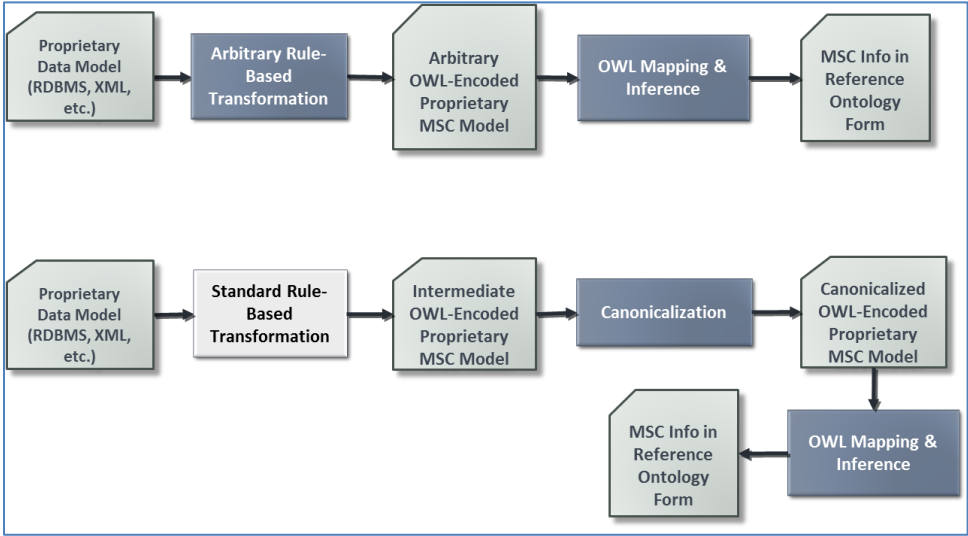 Proprietary
Data Model
(RDBMS, XML,
etc.)
Arbitrary Rule-
Based
Transformation
Arbitrary
OWL-Encoded
Proprietary
MSC Model
OWL Mapping &
Inference
MSC Info in
Reference
Ontology
Form
Proprietary
Data Model
(RDBMS, XML,
etc.)
Standard Rule-
Based
Transformation
Intermediate
OWL-Encoded
Proprietary
MSC Model
Canonicalization
Canonicalized
OWL-Encoded
Proprietary
MSC Model
OWL Mapping &
Inference
MSC Info in
Reference
Ontology
Form